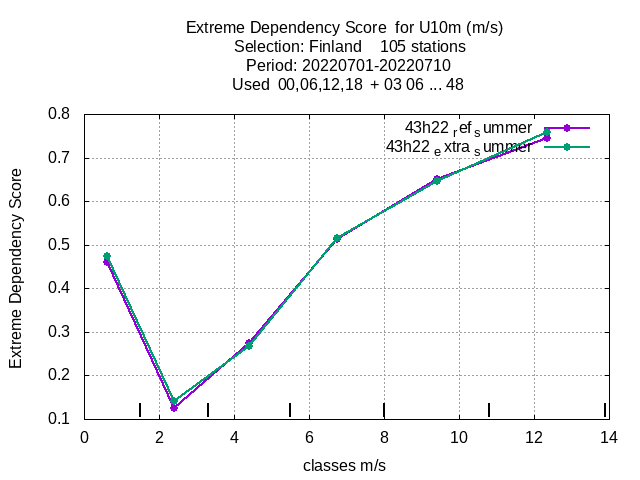 Extreme Dependency Score  for U10m (m/s)
Selection: Finland    105 stations
Period: 20220701-20220710
Used  00,06,12,18  + 03 06 ... 48
43h22 ref summer
43h22 extra summer
0.8
0.7
0.6
0.5
0.4
0.3
0.2
0.1
Extreme Dependency Score
0 2 4 6 8 10 12 14
classes m/s